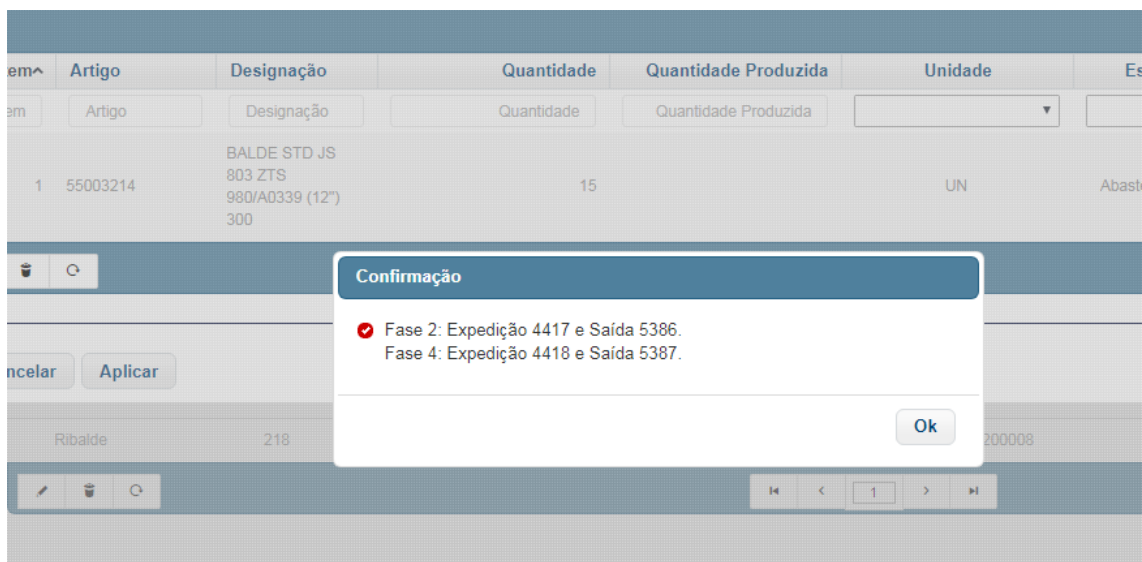 em Artigo Designação Quantidade Quantidade Produzida Unidade Es
em Artigo Designação Quantidade Quantidade Produzida
1 55003214 BALDE STD JS 15 UN Abast
803 ZTS
980/A0339 (12")
300
Confirmação
Fase 2: Expedição 4417 e Saída 5386.
Fase 4: Expedição 4418 e Saída 5387.
ncelar Aplicar
Ok
Ribalde 218 200008
1